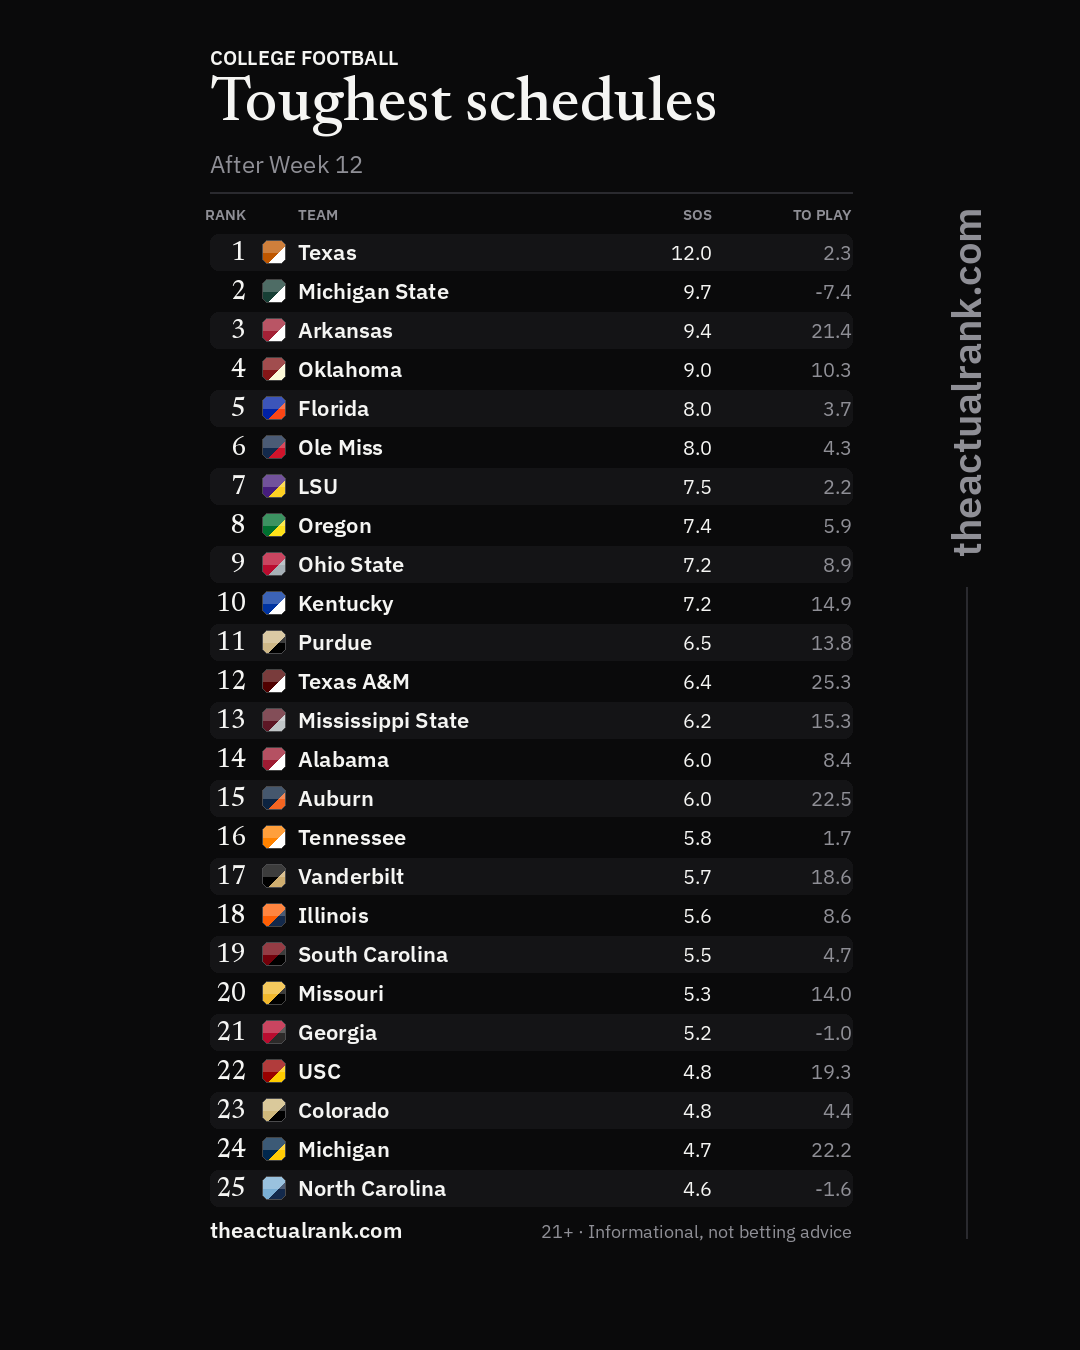 COLLEGE FOOTBALL
Toughest schedules
After Week 12
RANK TEAM SOS TO PLAY
1 Texas 12.0 2.3
2 Michigan State 9.7 -7.4
3 Arkansas 9.4 21.4
4 Oklahoma 9.0 10.3
5 Florida 8.0 3.7
6 Ole Miss 8.0 4.3
7 LSU 7.5 2.2
8 Oregon 7.4 5.9
9 Ohio State 7.2 8.9
10 Kentucky 7.2 14.9
11 Purdue 6.5 13.8
12 Texas A&M 6.4 25.3
13 Mississippi State 6.2 15.3
14 Alabama 6.0 8.4
15 Auburn 6.0 22.5
16 Tennessee 5.8 1.7
17 Vanderbilt 5.7 18.6
18 Illinois 5.6 8.6
19 South Carolina 5.5 4.7
20 Missouri 5.3 14.0
21 Georgia 5.2 -1.0
22 USC 4.8 19.3
23 Colorado 4.8 4.4
24 Michigan 4.7 22.2
25 North Carolina 4.6 -1.6
theactualrank.com 21+ · Informational, not betting advice
theactualrank.com